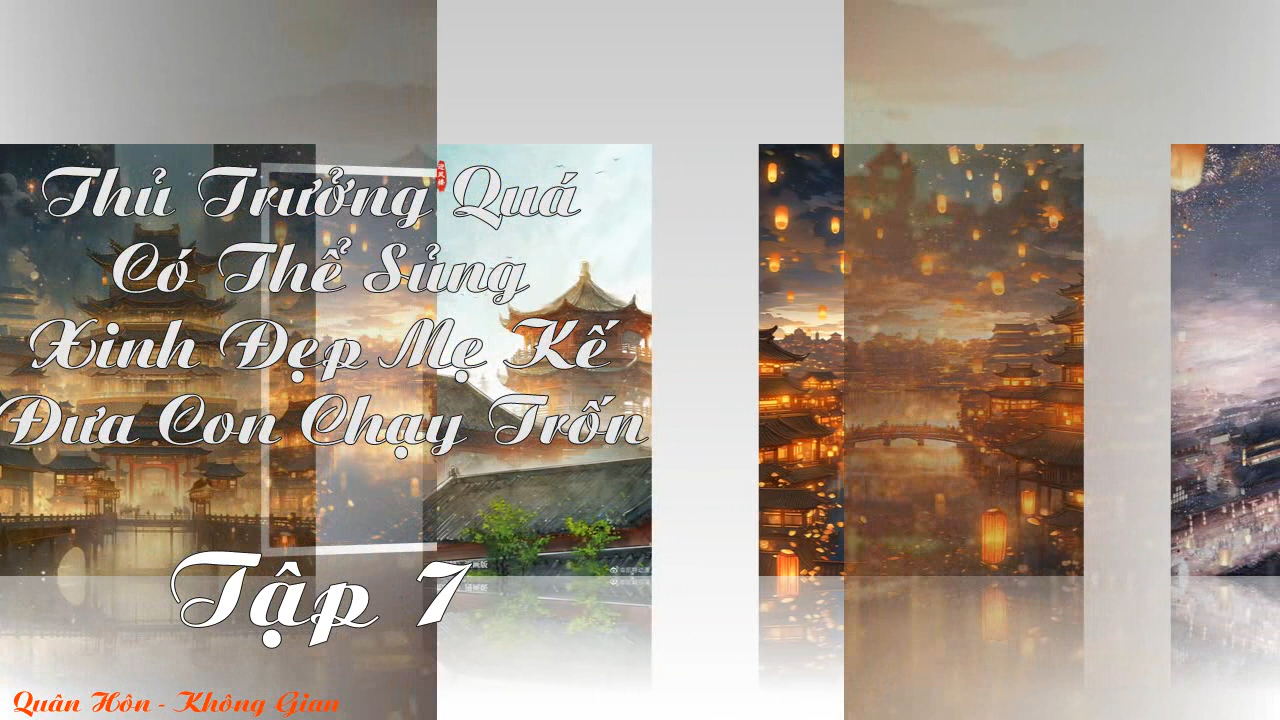 Thủ Trưởng Quá
Có Thể Sủng
Xinh Đẹp Mẹ Kế
Đưa Con Chạy Trốn
Tập 7
Quân Hôn - Không Gian